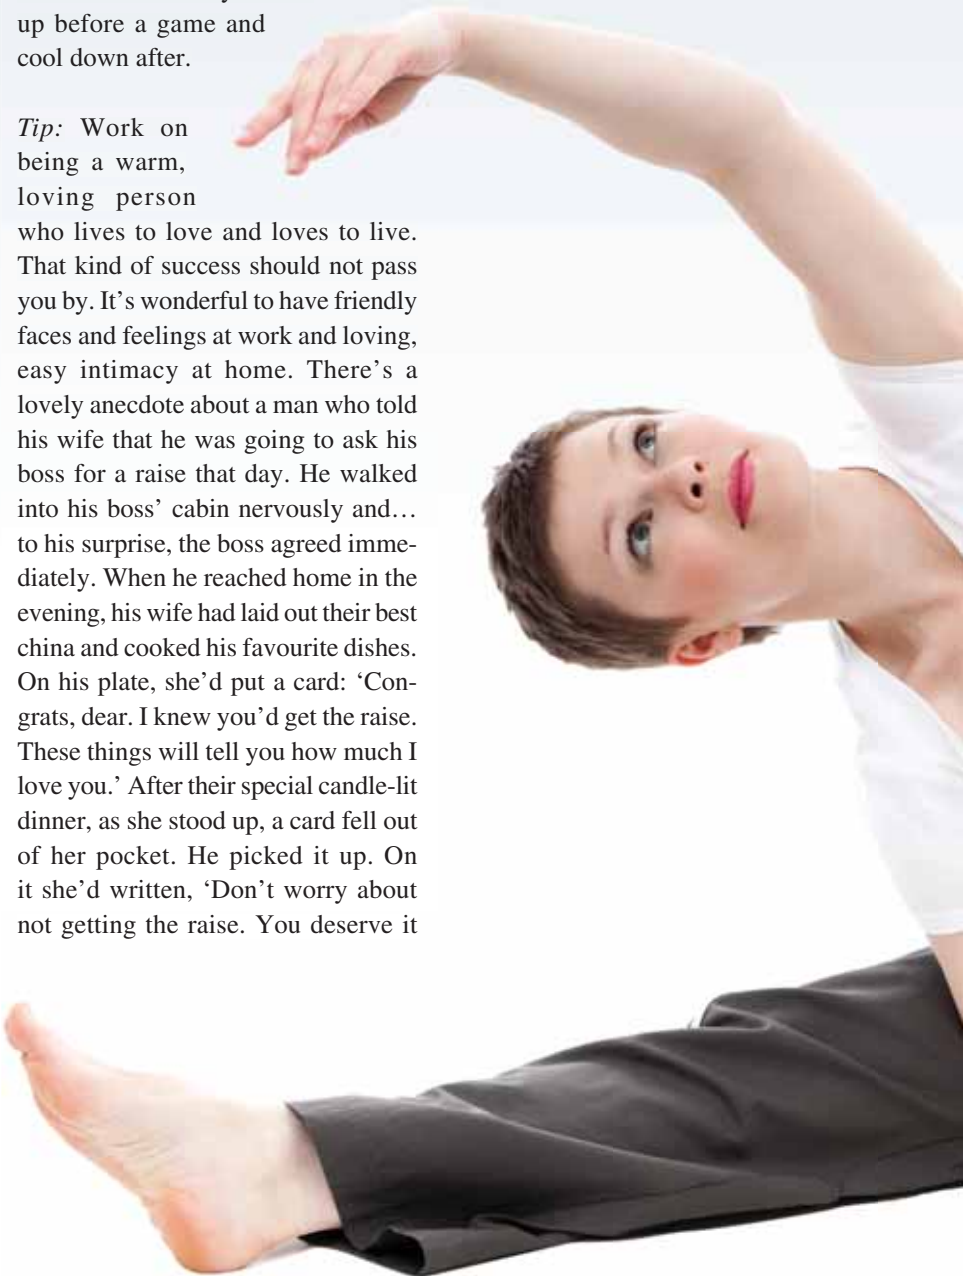 up before a game and
cool down after.
Tip: Work on
being a warm,
loving person
who lives to love and loves to live.
That kind of success should not pass
you by. It’s wonderful to have friendly
faces and feelings at work and loving,
easy intimacy at home. There’s a
lovely anecdote about a man who told
his wife that he was going to ask his
boss for a raise that day. He walked
into his boss’ cabin nervously and…
to his surprise, the boss agreed imme-
diately. When he reached home in the
evening, his wife had laid out their best
china and cooked his favourite dishes.
On his plate, she’d put a card: ‘Con-
grats, dear. I knew you’d get the raise.
These things will tell you how much I
love you.’ After their special candle-lit
dinner, as she stood up, a card fell out
of her pocket. He picked it up. On
it she’d written, ‘Don’t worry about
not getting the raise. You deserve it